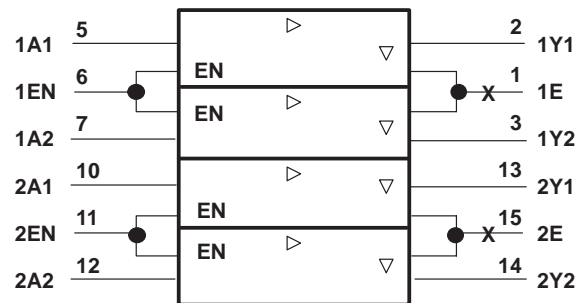 5 2
1A1 1Y1
6 EN 1
1EN X 1E
EN
7 3
1A2 1Y2
10 13
2A1 2Y1
11 EN 15
2EN X 2E
EN
12 14
2A2 2Y2